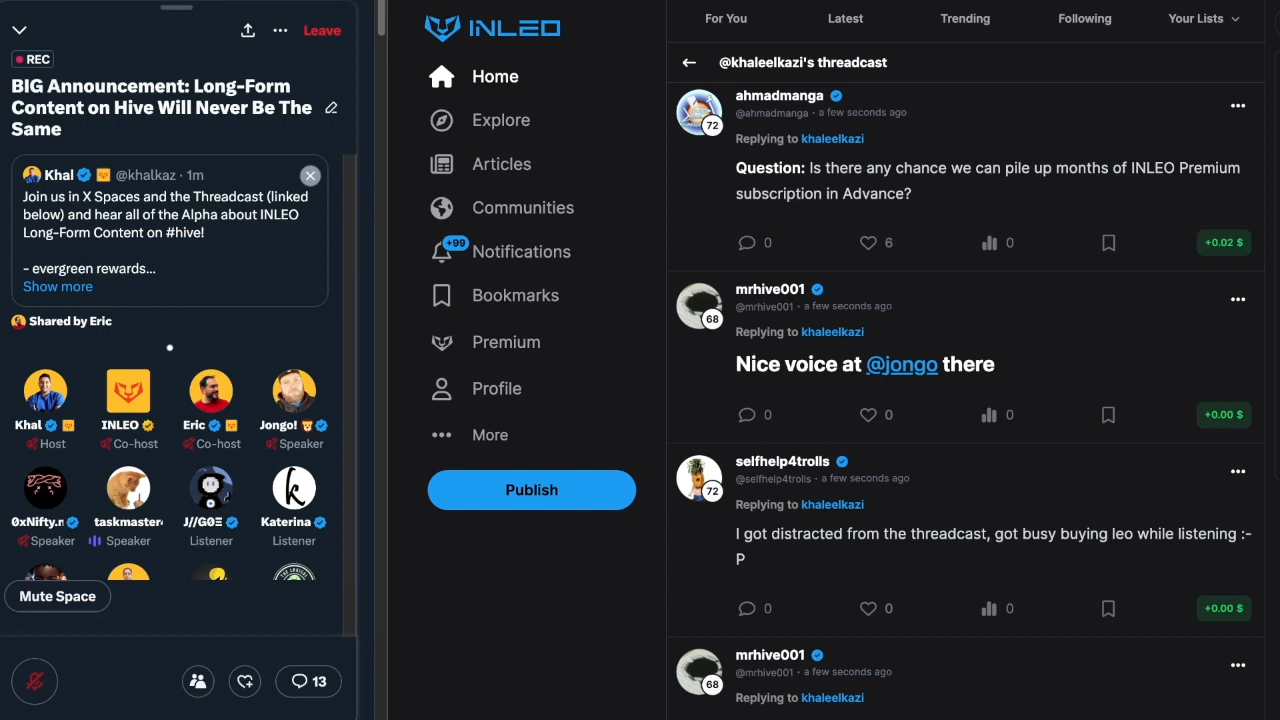 Leave
REC
BIG Announcement: Long-Form
Content on Hive Will Never Be The
Same
Khal @khalkaz · 1m
Join us in X Spaces and the Threadcast (linked
below) and hear all of the Alpha about INLEO
Long-Form Content on #hive!
- evergreen rewards...
Show more
Shared by Eric
Khal
Host
INLEO
Co-host
Eric
Co-host
Jongo!
Speaker
0xNifty.n
Speaker
taskmaster
Speaker
J//G0Ξ
Listener
Katerina
Listener
Mute Space
13
INLEO
Home
Explore
Articles
Communities
+99
Notifications
Bookmarks
Premium
Profile
More
Publish
For You
Latest
Trending
Following
Your Lists
@khaleelkazi's threadcast
ahmadmanga
@ahmadmanga · a few seconds ago
72
Replying to khaleelkazi
Question: Is there any chance we can pile up months of INLEO Premium
subscription in Advance?
0 6 0 +0.02 $
mrhive001
@mrhive001 · a few seconds ago
68
Replying to khaleelkazi
Nice voice at @jongo there
0 0 0 +0.00 $
selfhelp4trolls
@selfhelp4trolls · a few seconds ago
72
Replying to khaleelkazi
I got distracted from the threadcast, got busy buying leo while listening :-
P
0 0 0 +0.00 $
mrhive001
@mrhive001 · a few seconds ago
68
Replying to khaleelkazi